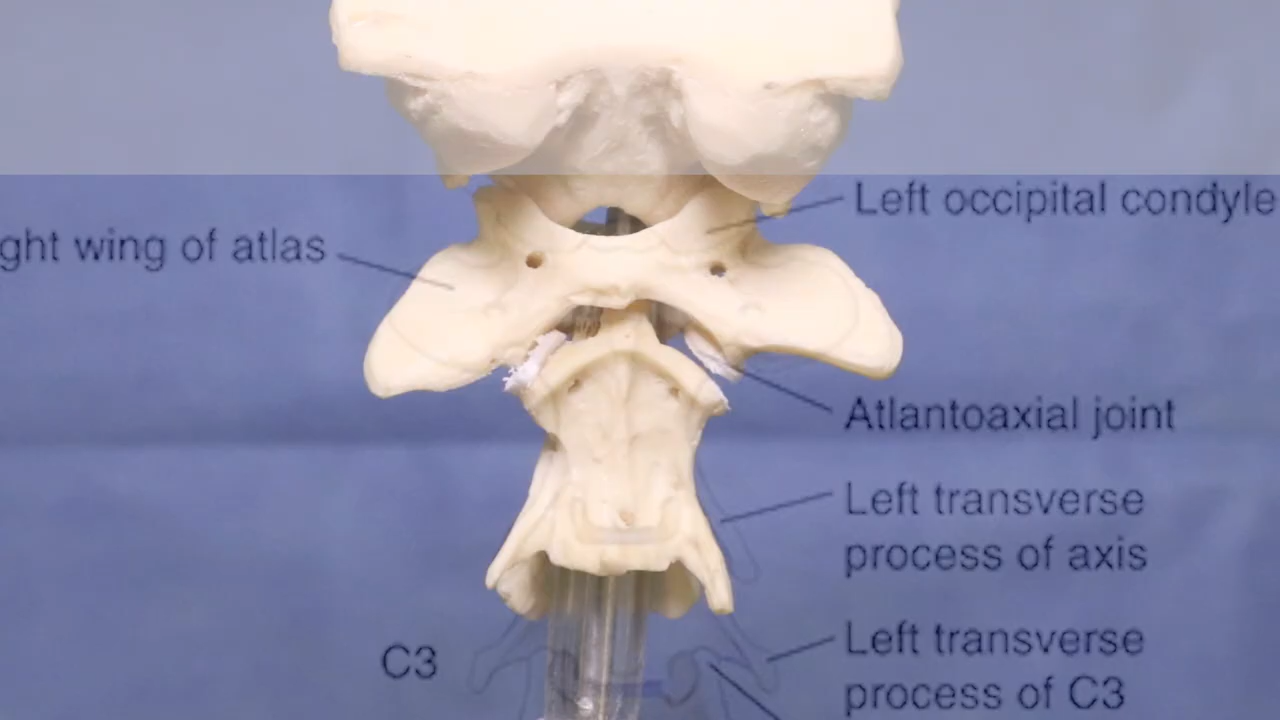 Left occipital condyle
ght wing of atlas
Atlantoaxial joint
Left transverse
process of axis
C3
Left transverse
process of C3